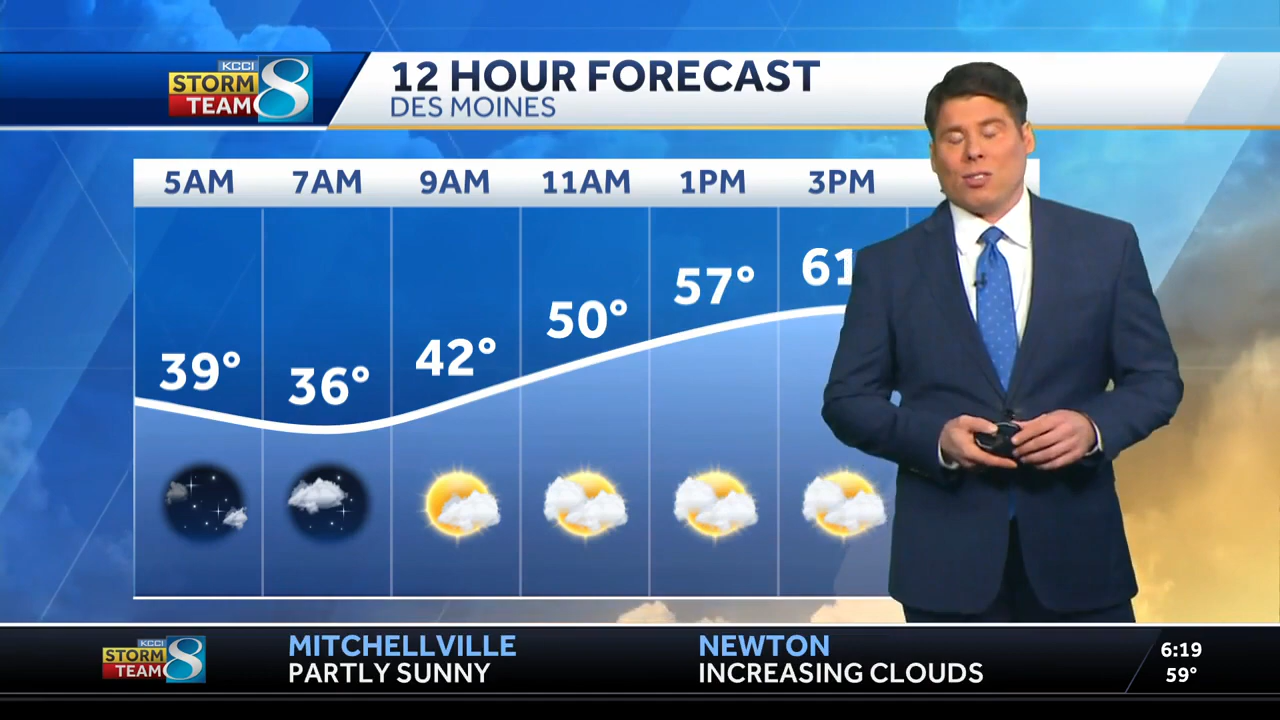 KCCI
STORM
TEAM 8
12 HOUR FORECAST
DES MOINES
5AM 7AM 9AM 11AM 1PM 3PM
39° 36° 42° 50° 57° 61
KCCI
STORM
TEAM 8
MITCHELLVILLE
PARTLY SUNNY
NEWTON
INCREASING CLOUDS
6:19
59°